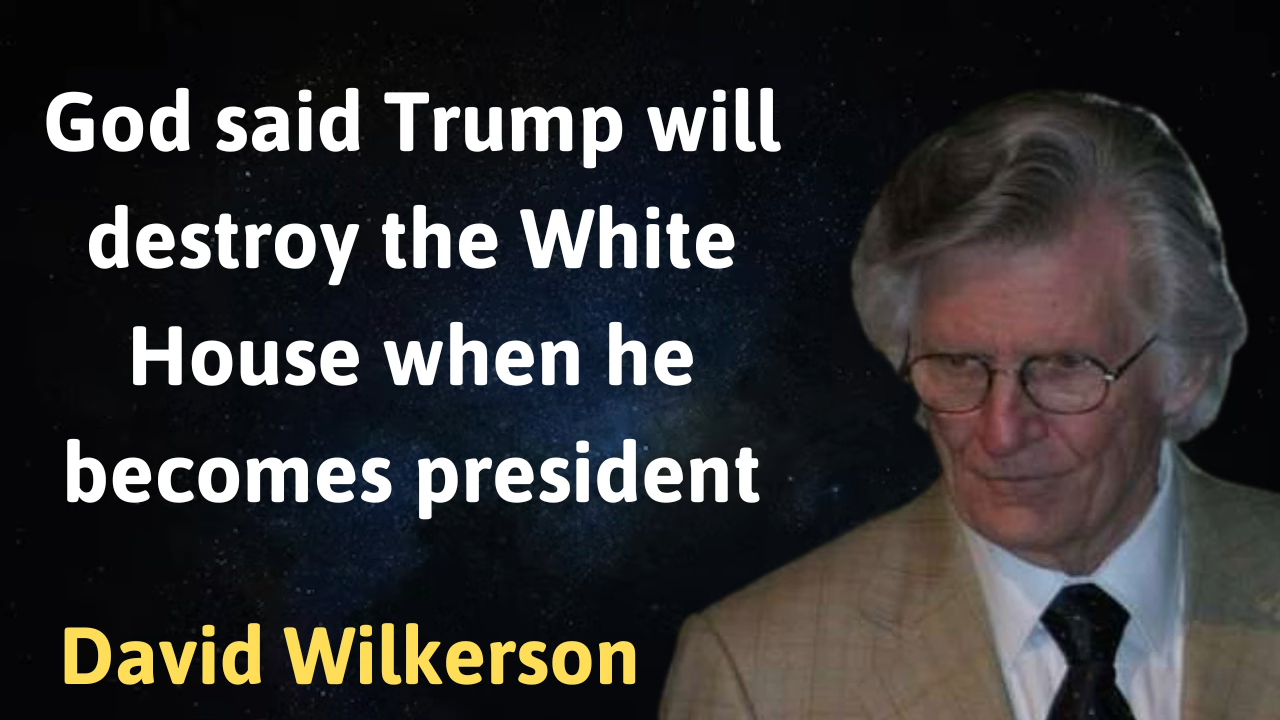 God said Trump will
destroy the White
House when he
becomes president
David Wilkerson